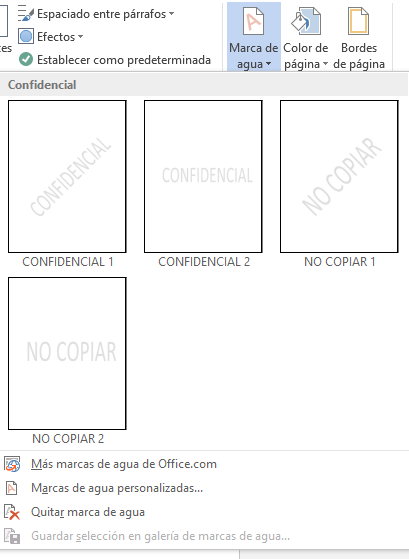 Espaciado entre párrafos
Efectos
Establecer como predeterminada
Marca de agua
Color de página
Bordes de página
Confidencial
CONFIDENCIAL
CONFIDENCIAL
NO COPIAR
CONFIDENCIAL 1
CONFIDENCIAL 2
NO COPIAR 1
NO COPIAR
NO COPIAR 2
Más marcas de agua de Office.com
Marcas de agua personalizadas...
Quitar marca de agua
Guardar selección en galería de marcas de agua...